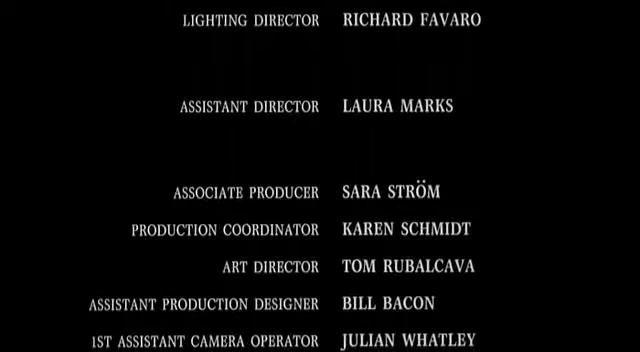 LIGHTING DIRECTOR RICHARD FAVARO
ASSISTANT DIRECTOR LAURA MARKS
ASSOCIATE PRODUCER SARA STRÖM
PRODUCTION COORDINATOR KAREN SCHMIDT
ART DIRECTOR TOM RUBALCAVA
ASSISTANT PRODUCTION DESIGNER BILL BACON
1ST ASSISTANT CAMERA OPERATOR JULIAN WHATLEY